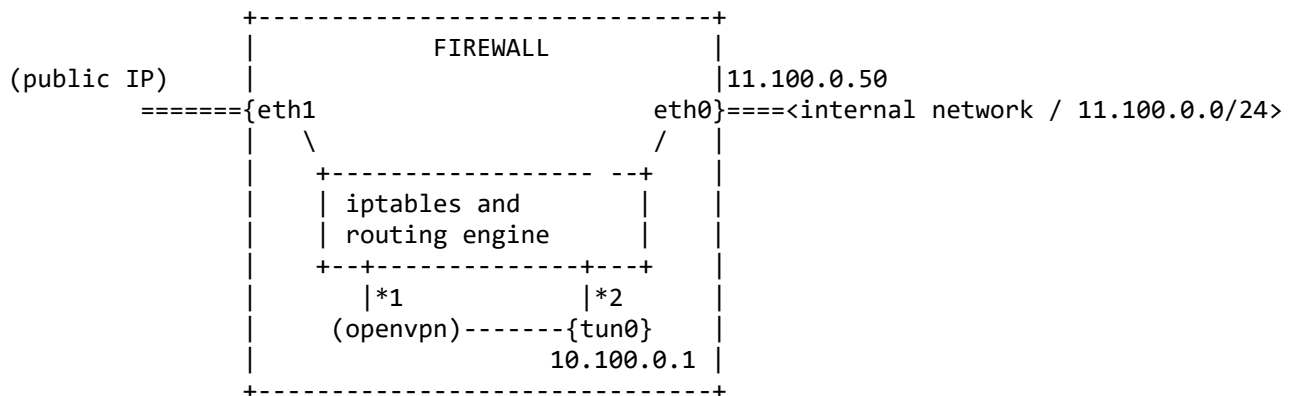 FIREWALL
(public IP) 11.100.0.50
=======​{eth1 eth0}====<internal network / 11.100.0.0/24>
iptables and
routing engine
*1 *2
(openvpn)-------{tun0}
10.100.0.1